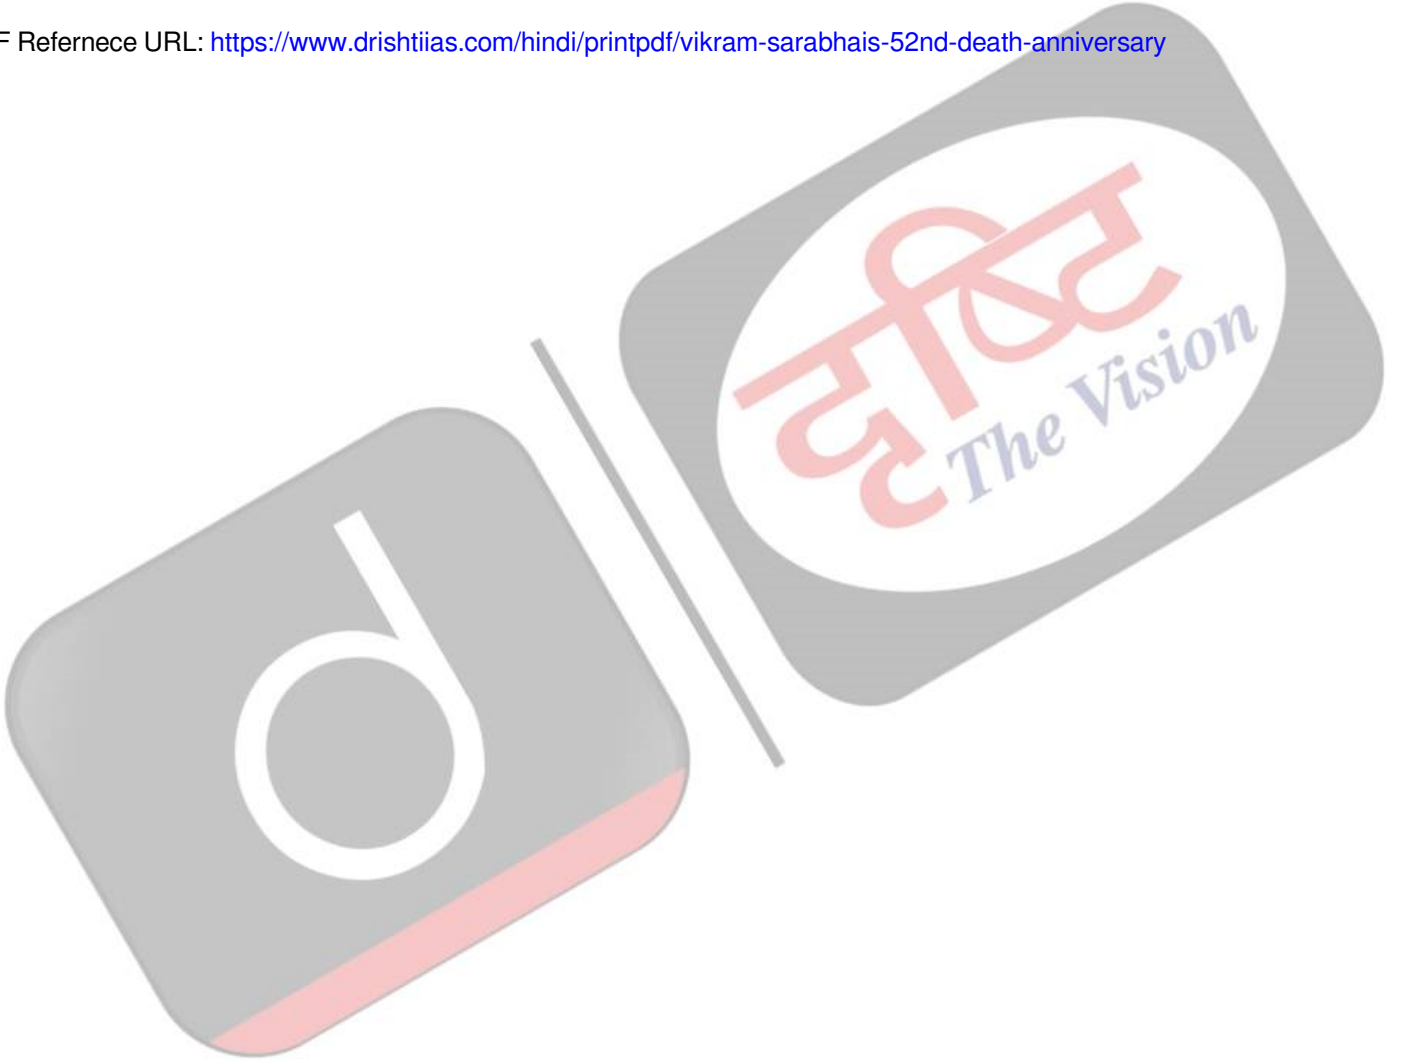 F Refernece URL: https://www.drishtiias.com/hindi/printpdf/vikram-sarabhais-52nd-death-anniversary
दृष्टि
The Vision
d